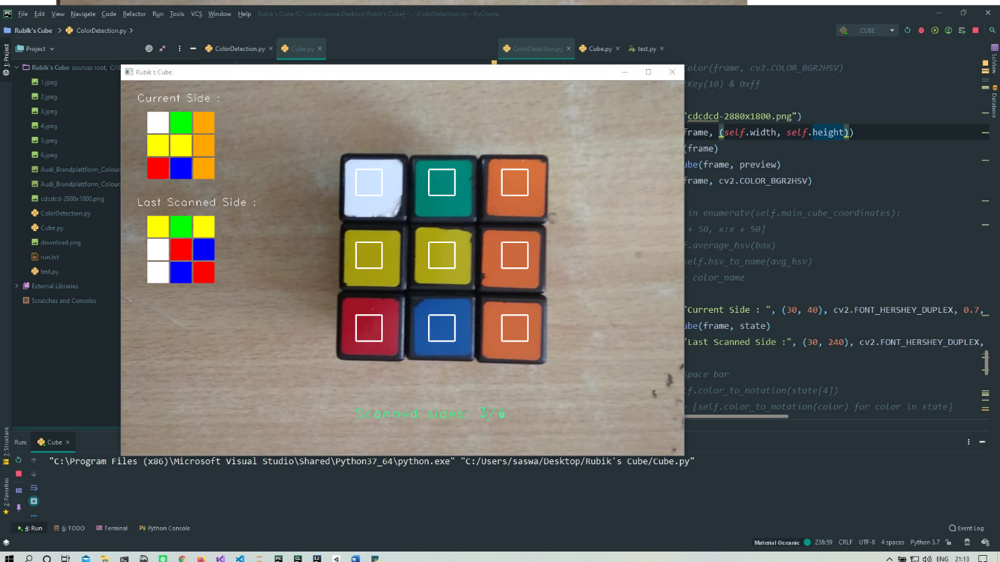 File Edit View Navigate Code Refactor Run Tools VCS Window Help Rubik's Cube [C:\Users\saswa\Desktop\Rubik's Cube] - ...\ColorDetection.py - PyCharm
Rubik's Cube ColorDetection.py CUBE
1: Project Project ColorDetection.py Cube.py ColorDetection.py Cube.py test.py SciView
Rubik's Cube sources root, C:\U
1.jpeg
2.jpeg
3.jpeg
4.jpeg
5.jpeg
6.jpeg
Audi_Brandplattform_Colour
Audi_Brandplattform_Colour
cdcdcd-2880x1800.png
ColorDetection.py
Cube.py
download.png
run.txt
test.py
External Libraries
Scratches and Consoles
Rubik's Cube
Current Side :
Last Scanned Side :
Scanned sides: 3/6
Color(frame, cv2.COLOR_BGR2HSV)
tKey(10) & 0xff
"cdcdcd-2880x1800.png")
frame, (self.width, self.height))
(frame)
ube(frame, preview)
frame, cv2.COLOR_BGR2HSV)
in enumerate(self.main_cube_coordinates):
+ 50, x:x + 50]
f.average_hsv(box)
self.hsv_to_name(avg_hsv)
= color_name
"Current Side : ", (30, 40), cv2.FONT_HERSHEY_DUPLEX, 0.7,
ube(frame, state)
"Last Scanned Side :", (30, 240), cv2.FONT_HERSHEY_DUPLEX,
space bar
lf.color_to_notation(state[4])
= [self.color_to_notation(color) for color in state]
Database
7: Structure
2: Favorites
Run: Cube
"C:\Program Files (x86)\Microsoft Visual Studio\Shared\Python37_64\python.exe" "C:/Users/saswa/Desktop/Rubik's Cube/Cube.py"
4: Run 6: TODO Terminal Python Console Event Log
Material Oceanic 236:59 CRLF UTF-8 4 spaces Python 3.7
ENG 21:13